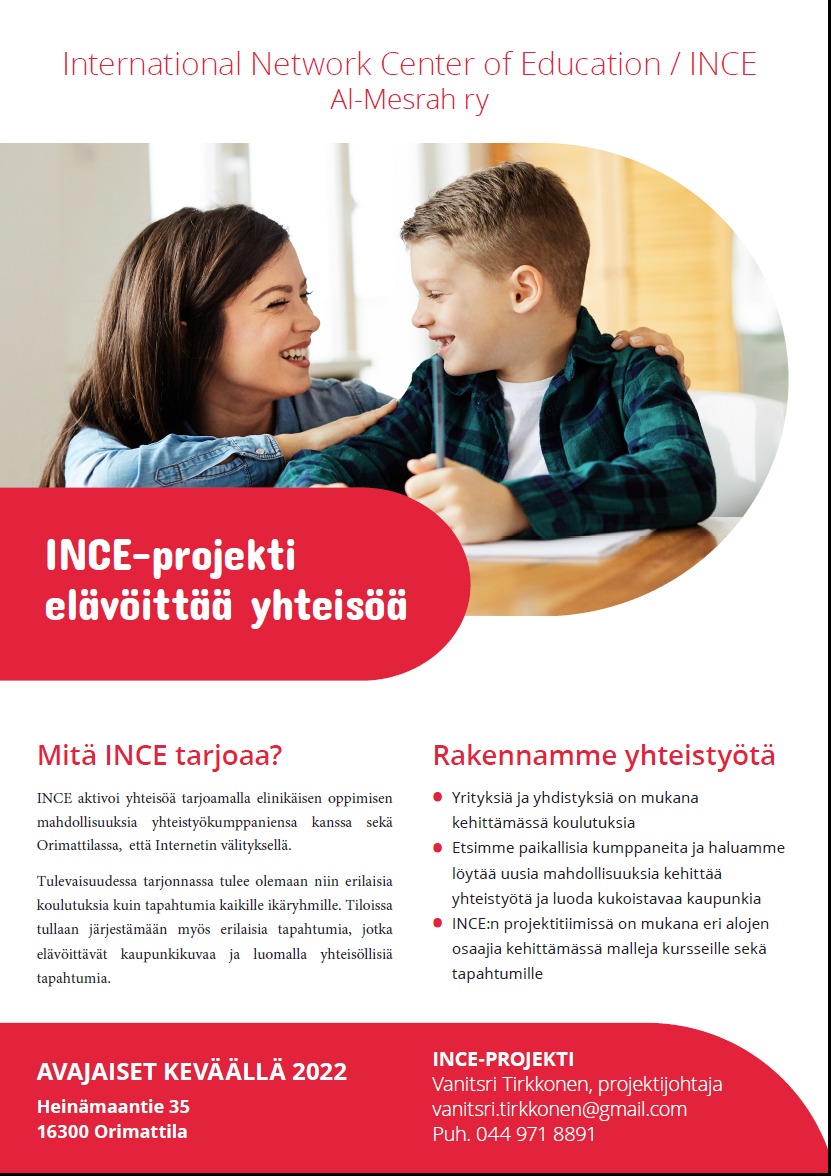 International Network Center of Education / INCE
Al-Mesrah ry
INCE-projekti
elävöittää yhteisöä
Mitä INCE tarjoaa?
INCE aktivoi yhteisöä tarjoamalla elinikäisen oppimisen
mahdollisuuksia yhteistyökumppaniensa kanssa sekä
Orimattilassa, että Internetin välityksellä.
Tulevaisuudessa tarjonnassa tulee olemaan niin erilaisia
koulutuksia kuin tapahtumia kaikille ikäryhmille. Tiloissa
tullaan järjestämään myös erilaisia tapahtumia, jotka
elävöittävät kaupunkikuvaa ja luomalla yhteisöllisiä
tapahtumia.
Rakennamme yhteistyötä
Yrityksiä ja yhdistyksiä on mukana
kehittämässä koulutuksia
Etsimme paikallisia kumppaneita ja haluamme
löytää uusia mahdollisuuksia kehittää
yhteistyötä ja luoda kukoistavaa kaupunkia
INCE:n projektitiimissä on mukana eri alojen
osaajia kehittämässä malleja kursseille sekä
tapahtumille
AVAJAISET KEVÄÄLLÄ 2022
Heinämaantie 35
16300 Orimattila
INCE-PROJEKTI
Vanitsri Tirkkonen, projektijohtaja
vanitsri.tirkkonen@gmail.com
Puh. 044 971 8891